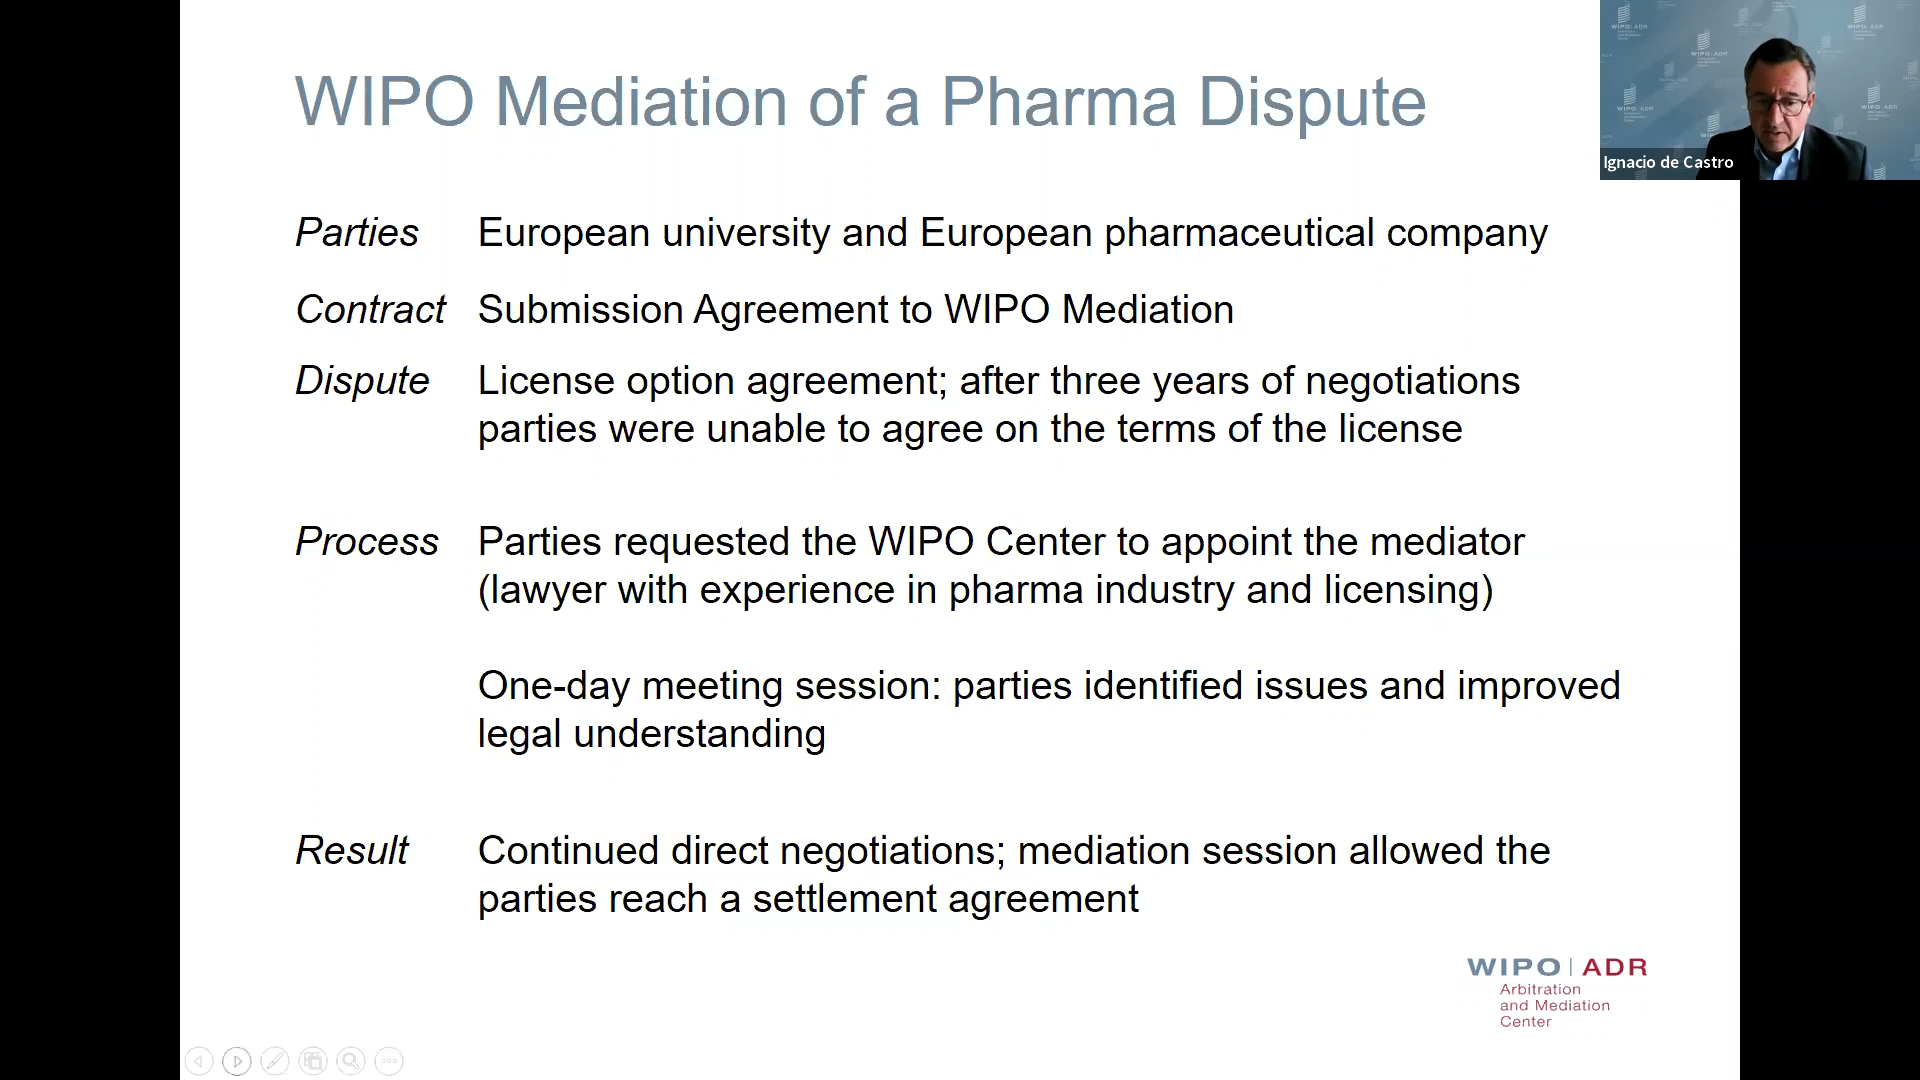 WIPO Mediation of a Pharma Dispute
Ignacio de Castro
Parties European university and European pharmaceutical company
Contract Submission Agreement to WIPO Mediation
Dispute License option agreement; after three years of negotiations
parties were unable to agree on the terms of the license
Process Parties requested the WIPO Center to appoint the mediator
(lawyer with experience in pharma industry and licensing)
One-day meeting session: parties identified issues and improved
legal understanding
Result Continued direct negotiations; mediation session allowed the
parties reach a settlement agreement
WIPO | ADR
Arbitration
and Mediation
Center